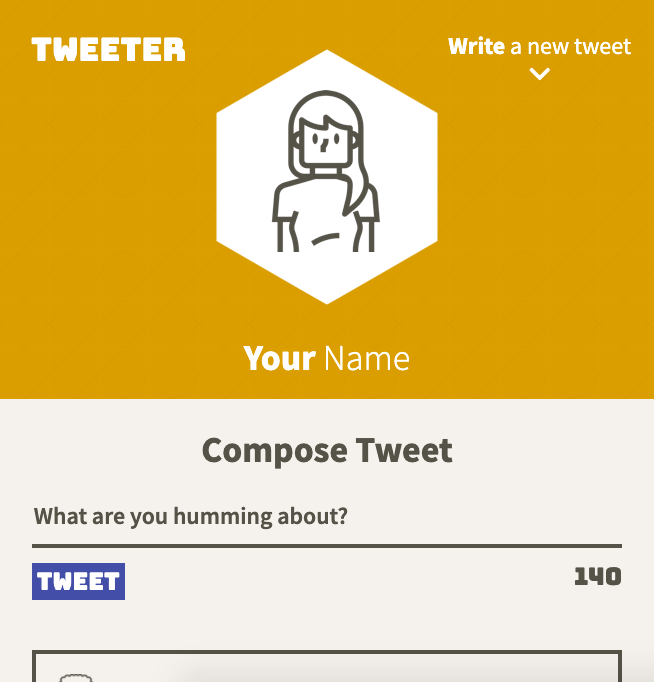 TWEETER
Write a new tweet
Your Name
Compose Tweet
What are you humming about?
TWEET
140